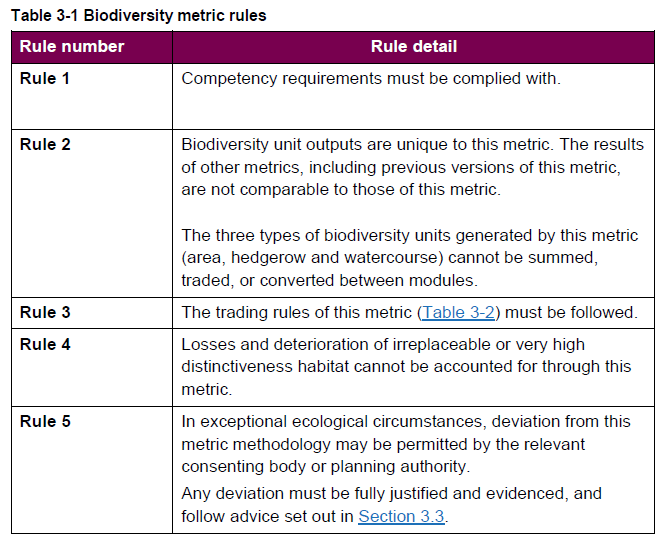 Table 3-1 Biodiversity metric rules
Rule number
Rule detail
Rule 1
Competency requirements must be complied with.
Rule 2
Biodiversity unit outputs are unique to this metric. The results
of other metrics, including previous versions of this metric,
are not comparable to those of this metric.
The three types of biodiversity units generated by this metric
(area, hedgerow and watercourse) cannot be summed,
traded, or converted between modules.
Rule 3
The trading rules of this metric (Table 3-2) must be followed.
Rule 4
Losses and deterioration of irreplaceable or very high
distinctiveness habitat cannot be accounted for through this
metric.
Rule 5
In exceptional ecological circumstances, deviation from this
metric methodology may be permitted by the relevant
consenting body or planning authority.
Any deviation must be fully justified and evidenced, and
follow advice set out in Section 3.3.